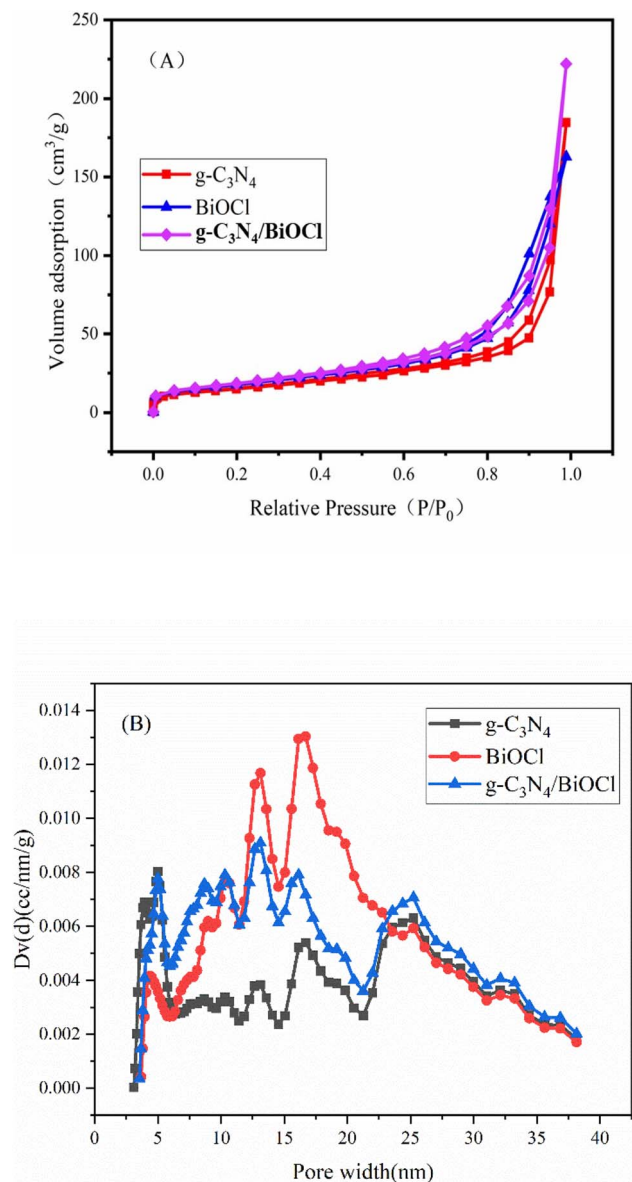 (A)
250
200
150
100
50
0
Volume adsorption (cm³/g)
g-C₃N₄
BiOCl
g-C₃N₄/BiOCl
0.0 0.2 0.4 0.6 0.8 1.0
Relative Pressure (P/P₀)
(B)
0.014
0.012
0.010
0.008
0.006
0.004
0.002
0.000
Dv(d)(cc/nm/g)
g-C₃N₄
BiOCl
g-C₃N₄/BiOCl
0 5 10 15 20 25 30 35 40
Pore width(nm)